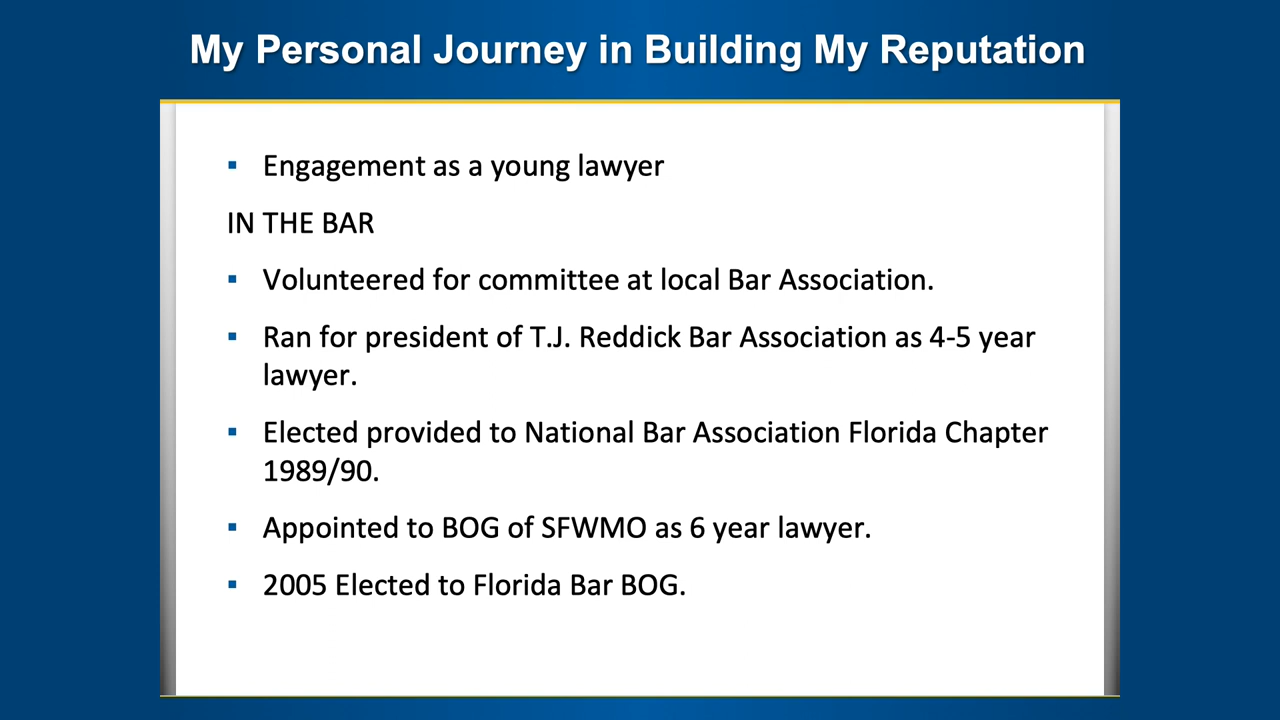 My Personal Journey in Building My Reputation
▪ Engagement as a young lawyer
IN THE BAR
▪ Volunteered for committee at local Bar Association.
▪ Ran for president of T.J. Reddick Bar Association as 4-5 year
lawyer.
▪ Elected provided to National Bar Association Florida Chapter
1989/90.
▪ Appointed to BOG of SFWMO as 6 year lawyer.
▪ 2005 Elected to Florida Bar BOG.